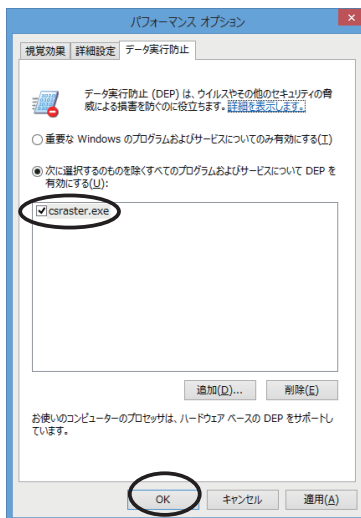 パフォーマンス オプション
視覚効果 詳細設定 データ実行防止
データ実行防止 (DEP) は、ウイルスやその他のセキュリティの脅
威による損害を防ぐのに役立ちます。詳細を表示します。
重要な Windows のプログラムおよびサービスについてのみ有効にする(T)
次に選択するものを除くすべてのプログラムおよびサービスについて DEP を
有効にする(U):
csraster.exe
追加(D)... 削除(E)
お使いのコンピューターのプロセッサは、ハードウェア ベースの DEP をサポートし
ています。
OK キャンセル 適用(A)